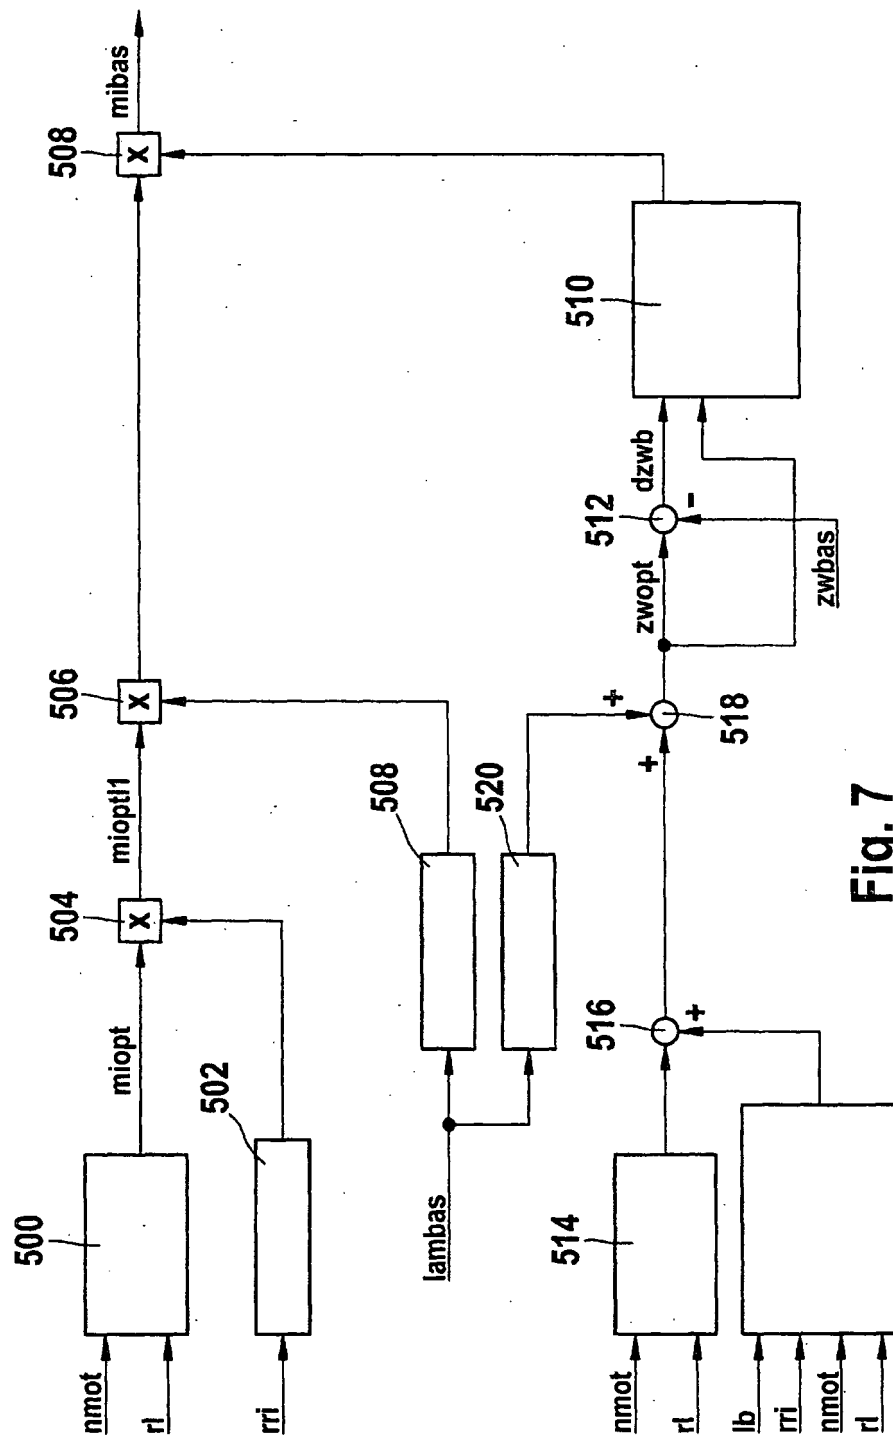 nmot
rl
500
miopt
rri
502
504
mioptl1
506
508
mibas
lambas
508
520
nmot
rl
514
516
+
+
+
518
zwopt
512
-
dzwb
zwbas
510
lb
rri
nmot
rl
Fig. 7
X
X
X